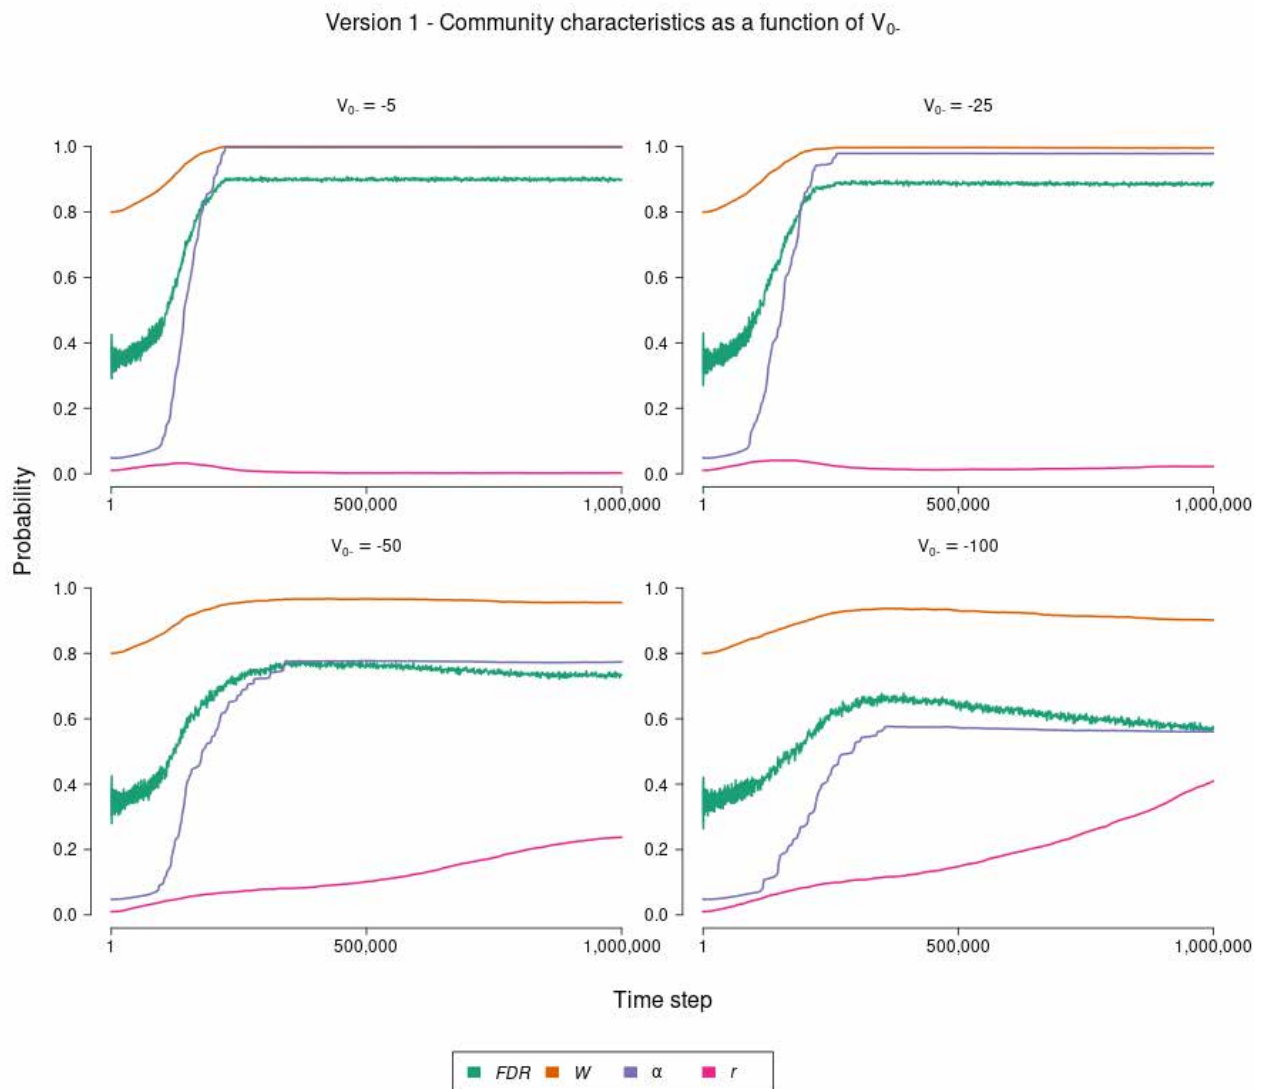 Version 1 - Community characteristics as a function of V0-
V0- = -5
V0- = -25
1.0
0.8
0.6
0.4
0.2
0.0
1 500,000 1,000,000
1.0
0.8
0.6
0.4
0.2
0.0
1 500,000 1,000,000
Probability
V0- = -50
V0- = -100
1.0
0.8
0.6
0.4
0.2
0.0
1 500,000 1,000,000
1.0
0.8
0.6
0.4
0.2
0.0
1 500,000 1,000,000
Time step
FDR W α r